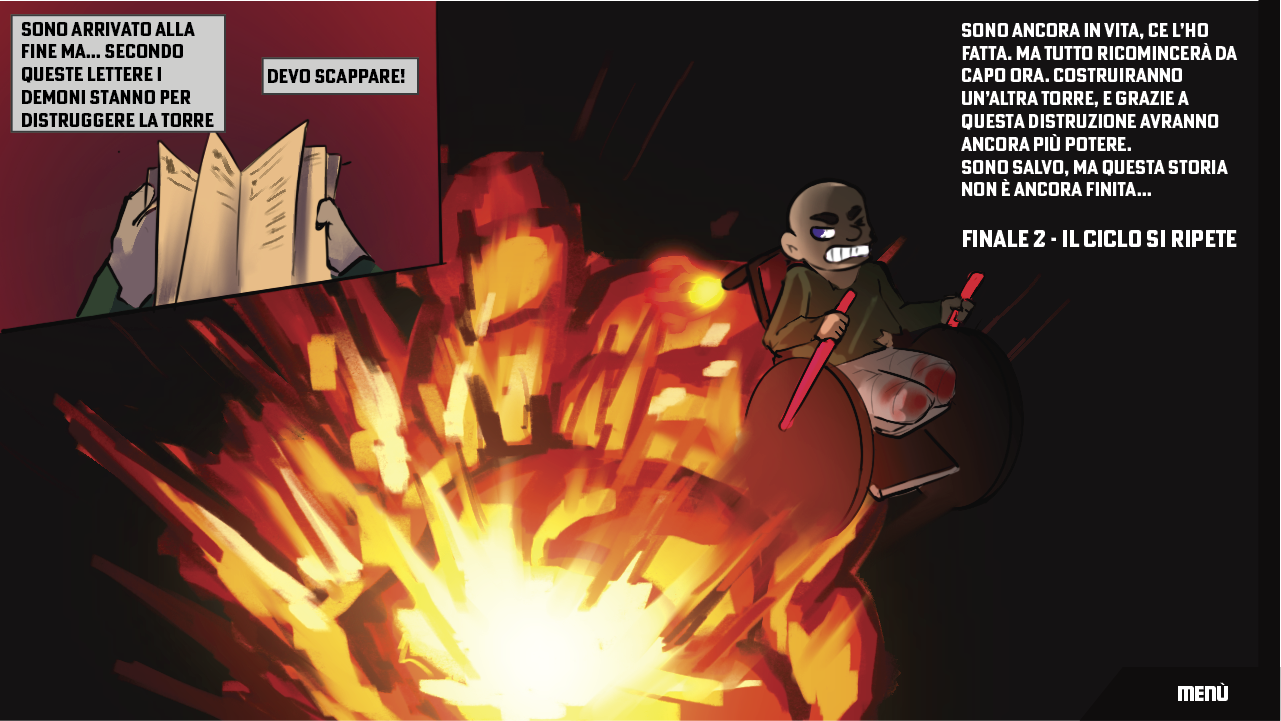 SONO ARRIVATO ALLA
FINE MA... SECONDO
QUESTE LETTERE I
DEMONI STANNO PER
DISTRUGGERE LA TORRE
DEVO SCAPPARE!
SONO ANCORA IN VITA, CE L'HO
FATTA. MA TUTTO RICOMINCERÀ DA
CAPO ORA. COSTRUIRANNO
UN'ALTRA TORRE, E GRAZIE A
QUESTA DISTRUZIONE AVRANNO
ANCORA PIÙ POTERE.
SONO SALVO, MA QUESTA STORIA
NON È ANCORA FINITA...
FINALE 2 - IL CICLO SI RIPETE
MENÙ